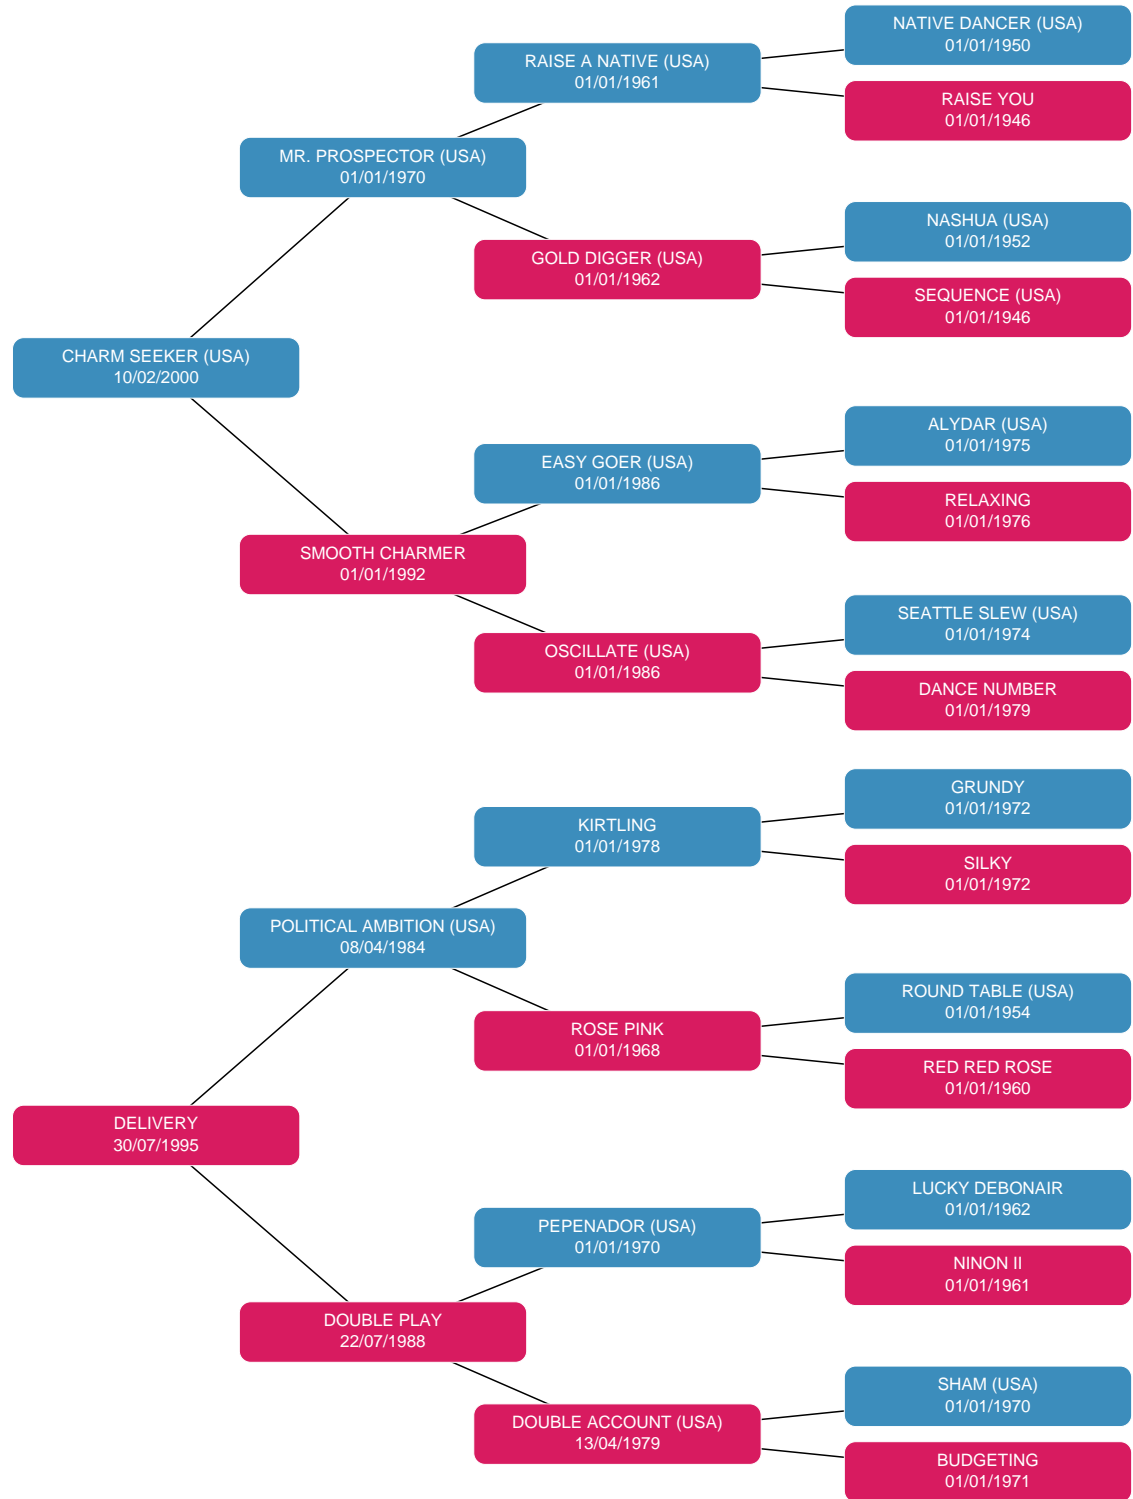 NATIVE DANCER (USA)
01/01/1950
RAISE A NATIVE (USA)
01/01/1961
RAISE YOU
01/01/1946
MR. PROSPECTOR (USA)
01/01/1970
NASHUA (USA)
01/01/1952
GOLD DIGGER (USA)
01/01/1962
SEQUENCE (USA)
01/01/1946
CHARM SEEKER (USA)
10/02/2000
ALYDAR (USA)
01/01/1975
EASY GOER (USA)
01/01/1986
RELAXING
01/01/1976
SMOOTH CHARMER
01/01/1992
SEATTLE SLEW (USA)
01/01/1974
OSCILLATE (USA)
01/01/1986
DANCE NUMBER
01/01/1979
GRUNDY
01/01/1972
KIRTLING
01/01/1978
SILKY
01/01/1972
POLITICAL AMBITION (USA)
08/04/1984
ROUND TABLE (USA)
01/01/1954
ROSE PINK
01/01/1968
RED RED ROSE
01/01/1960
DELIVERY
30/07/1995
LUCKY DEBONAIR
01/01/1962
PEPENADOR (USA)
01/01/1970
NINON II
01/01/1961
DOUBLE PLAY
22/07/1988
SHAM (USA)
01/01/1970
DOUBLE ACCOUNT (USA)
13/04/1979
BUDGETING
01/01/1971